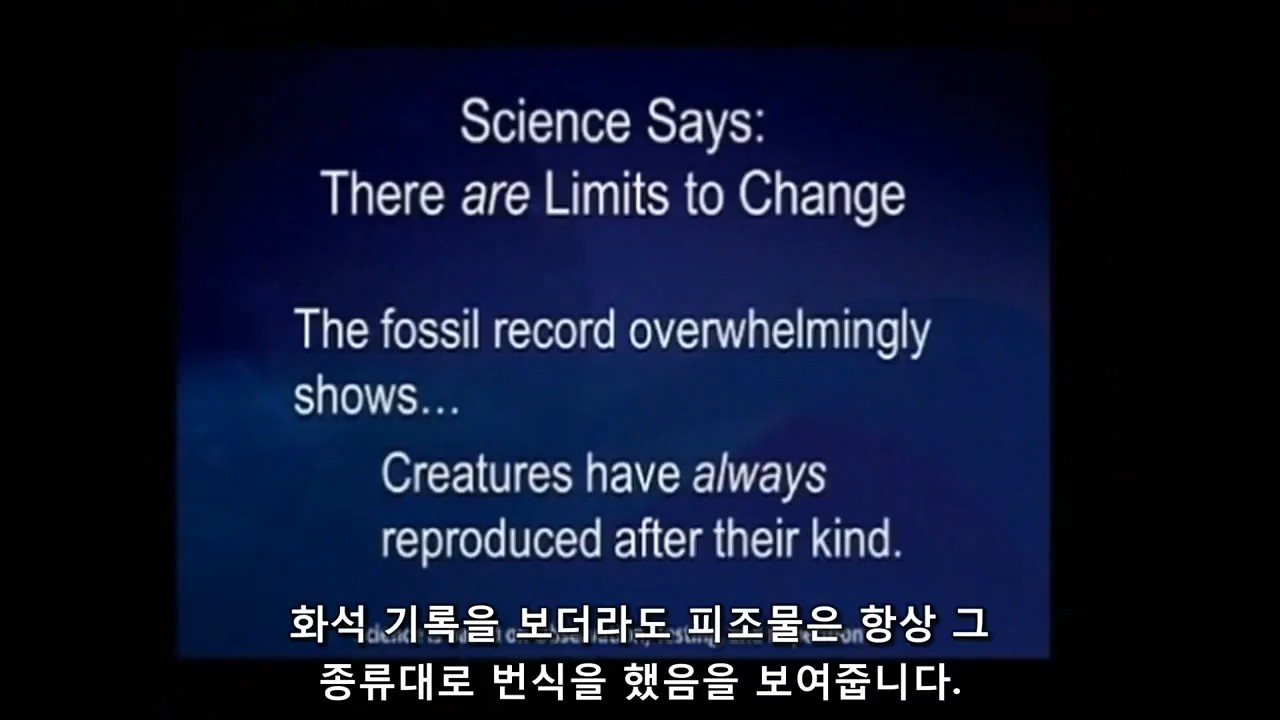 Science Says:
There are Limits to Change
The fossil record overwhelmingly
shows...
Creatures have always
reproduced after their kind.
화석 기록을 보더라도 피조물은 항상 그
종류대로 번식을 했음을 보여줍니다.